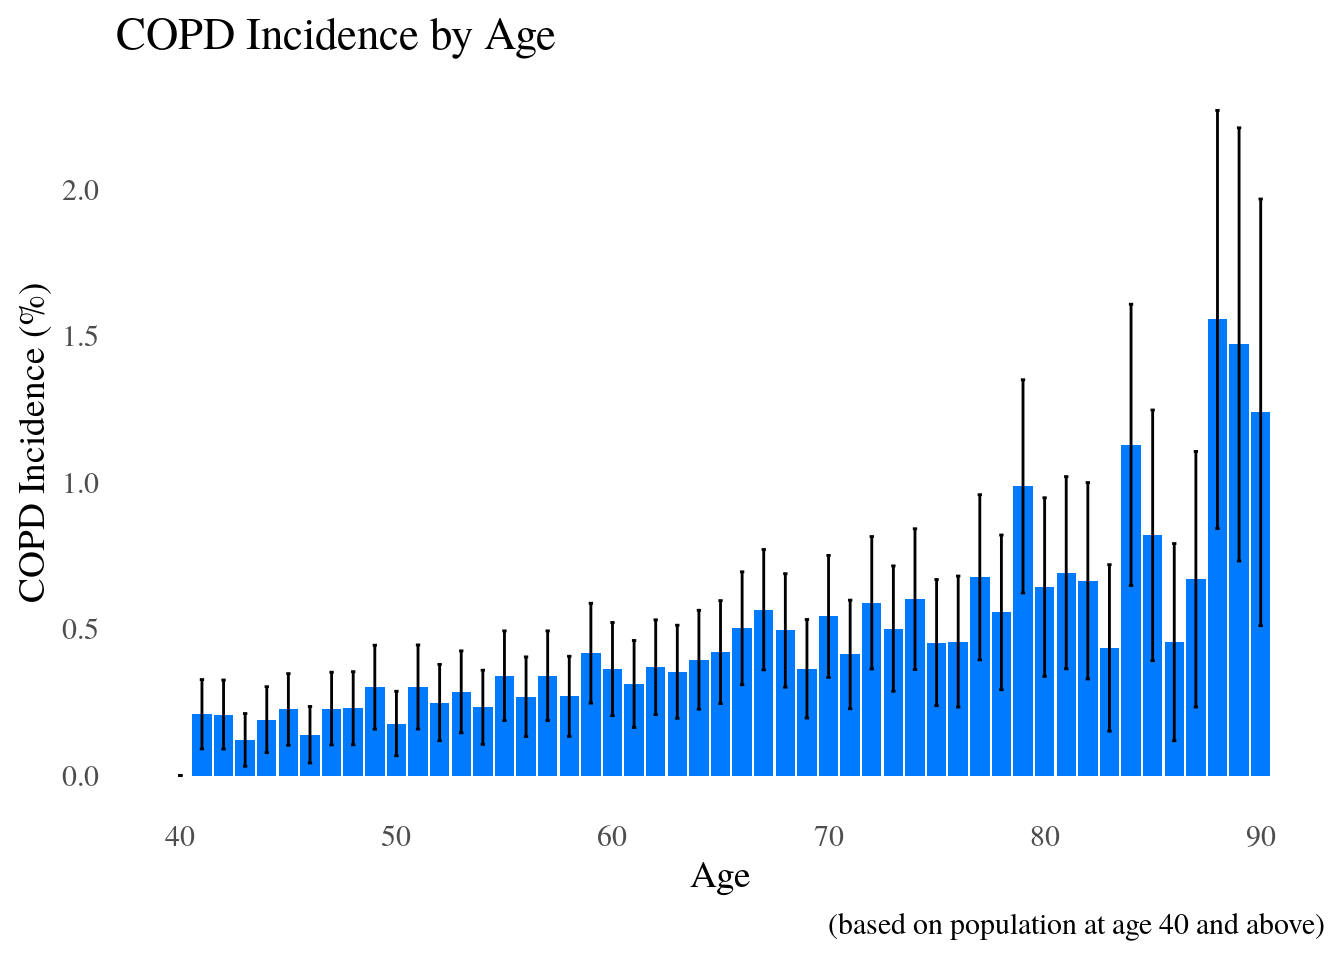 COPD Incidence by Age
COPD Incidence (%)
2.0
1.5
1.0
0.5
0.0
40 50 60 70 80 90
Age
(based on population at age 40 and above)